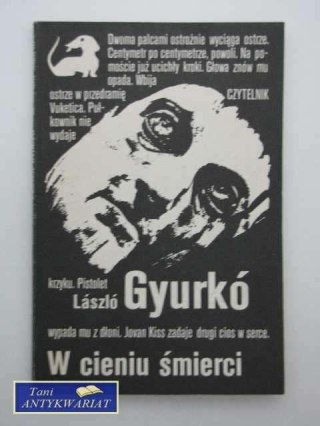 Dwoma palcami ostrożnie wyciąga ostrze.
Centymetr po centymetrze, powoli. Na po-
moście już ucichły kroki. Głowa znów mu
opada. Wbija
ostrze w przedramię
CZYTELNIK
Vuketica. Puł-
kownik nie
wydaje
krzyku. Pistolet
László Gyurkó
wypada mu z dłoni. Jovan Kiss zadaje drugi cios w serce.
W cieniu śmierci
Tani
ANTYKWARIAT